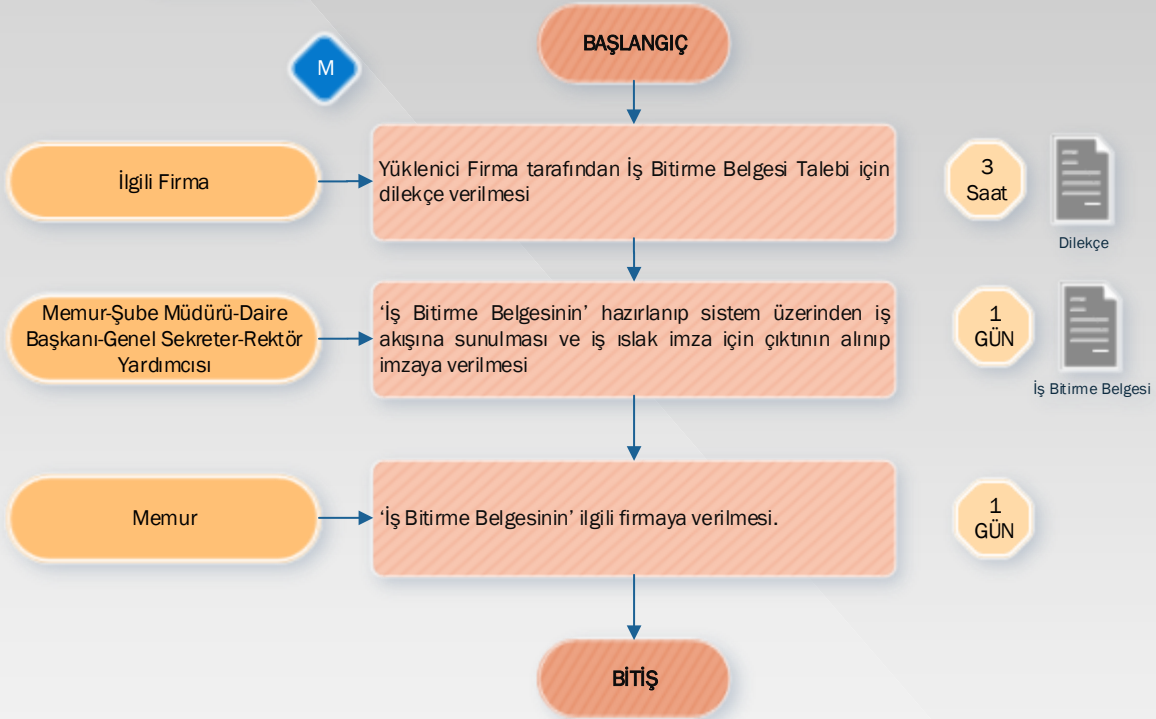 BAŞLANGIÇ
M
İlgili Firma
Yüklenici Firma tarafından İş Bitirme Belgesi Talebi için
dilekçe verilmesi
3
Saat
Dilekçe
Memur-Şube Müdürü-Daire
Başkanı-Genel Sekreter-Rektör
Yardımcısı
‘İş Bitirme Belgesinin’ hazırlanıp sistem üzerinden iş
akışına sunulması ve iş ıslak imza için çıktının alınıp
imzaya verilmesi
1
GÜN
İş Bitirme Belgesi
Memur
‘İş Bitirme Belgesinin’ ilgili firmaya verilmesi.
1
GÜN
BİTİŞ